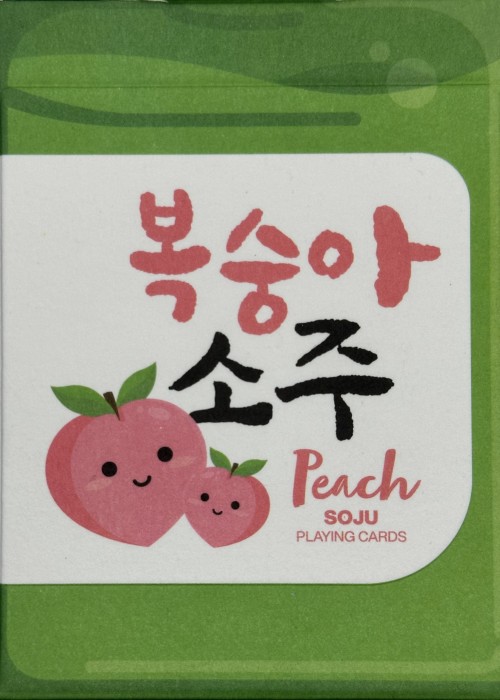 복숭아
소주
Peach
SOJU
PLAYING CARDS